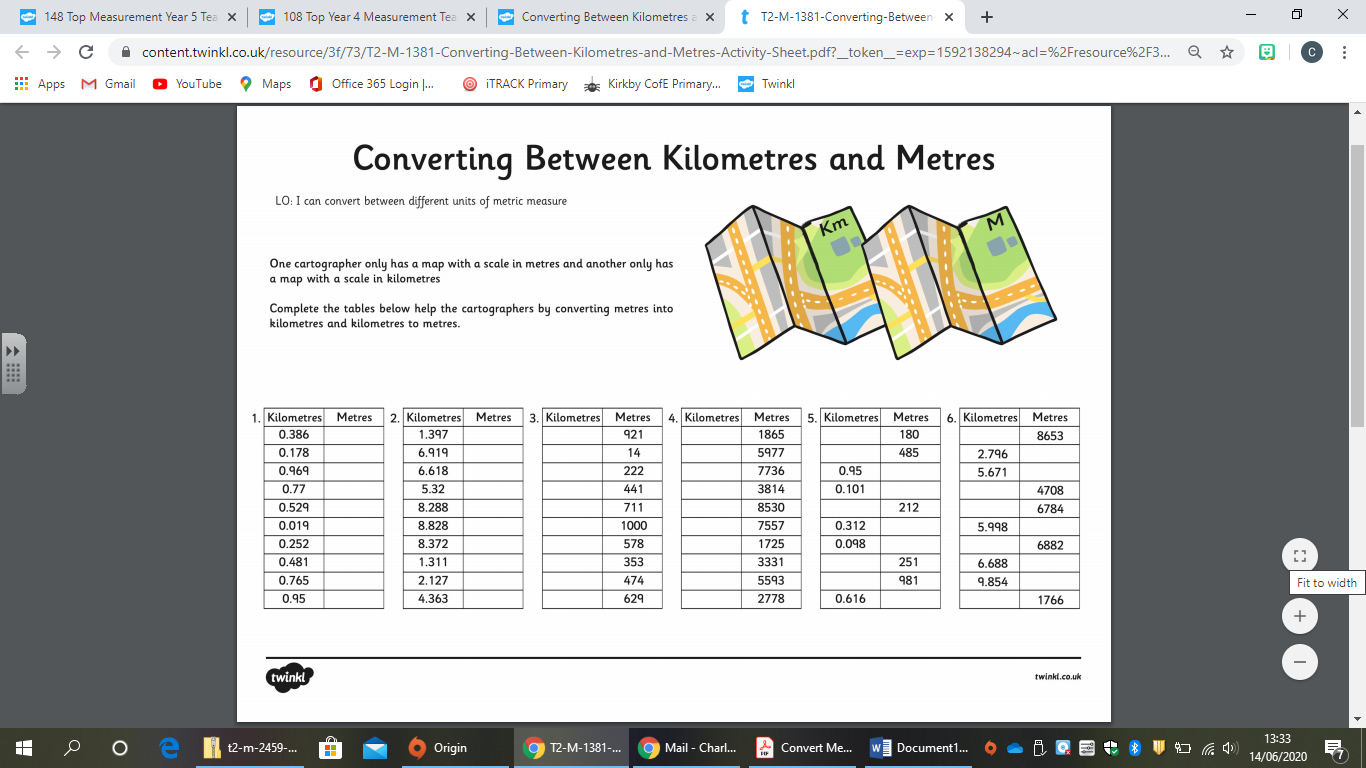 148 Top Measurement Year 5 Tea
108 Top Year 4 Measurement Tea
Converting Between Kilometres a
T2-M-1381-Converting-Between-
content.twinkl.co.uk/resource/3f/73/T2-M-1381-Converting-Between-Kilometres-and-Metres-Activity-Sheet.pdf?__token__=exp=1592138294~acl=%2Fresource%2F3...
C
Apps Gmail YouTube Maps Office 365 Login |... iTRACK Primary Kirkby CofE Primary... Twinkl
Converting Between Kilometres and Metres
LO: I can convert between different units of metric measure
Km
M
One cartographer only has a map with a scale in metres and another only has
a map with a scale in kilometres
Complete the tables below help the cartographers by converting metres into
kilometres and kilometres to metres.
1. Kilometres Metres 2. Kilometres Metres 3. Kilometres Metres 4. Kilometres Metres 5. Kilometres Metres 6. Kilometres Metres
0.386 1.397 921 1865 180 8653
0.178 6.919 14 5977 485 2.796
0.969 6.618 222 7736 0.95 5.671
0.77 5.32 441 3814 0.101 4708
0.529 8.288 711 8530 212 6784
0.019 8.828 1000 7557 0.312 5.998
0.252 8.372 578 1725 0.098 6882
0.481 1.311 353 3331 251 6.688
0.765 2.127 474 5593 981 9.854
0.95 4.363 629 2778 0.616 1766
Fit to width
twinkl
twinkl.co.uk
t2-m-2459-... Origin T2-M-1381-... Mail - Charl... Convert Me... Document1... 13:33
14/06/2020
7